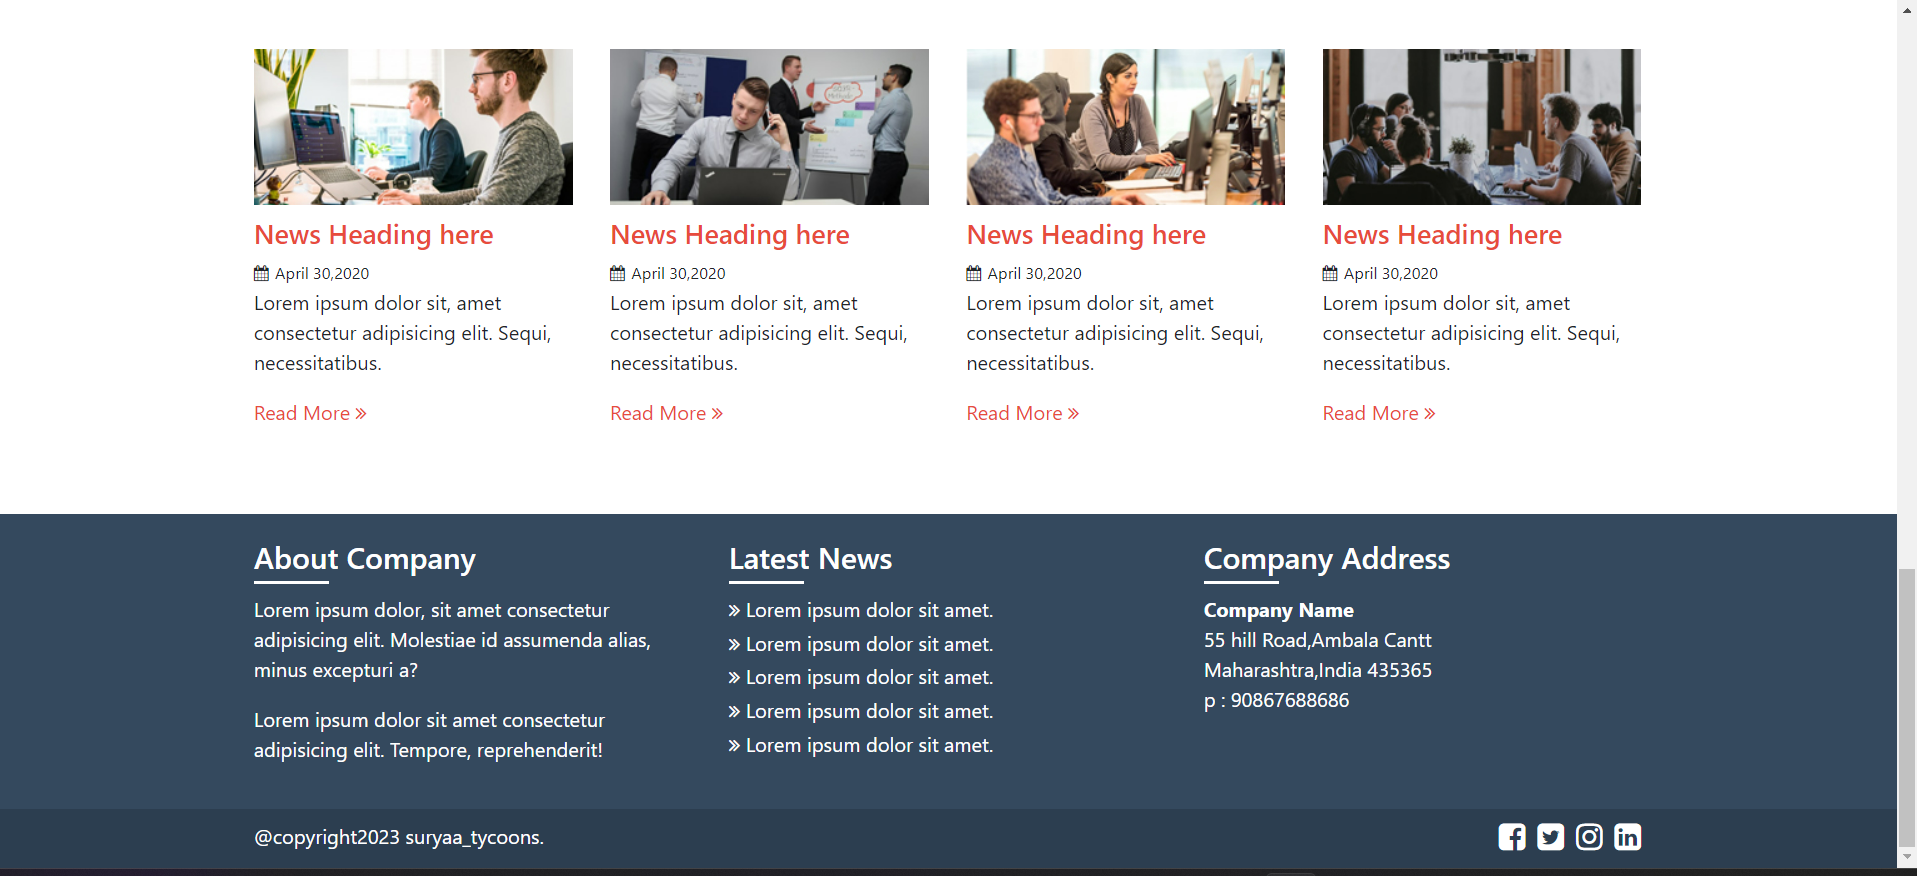 News Heading here
April 30,2020
Lorem ipsum dolor sit, amet
consectetur adipisicing elit. Sequi,
necessitatibus.
Read More »
News Heading here
April 30,2020
Lorem ipsum dolor sit, amet
consectetur adipisicing elit. Sequi,
necessitatibus.
Read More »
News Heading here
April 30,2020
Lorem ipsum dolor sit, amet
consectetur adipisicing elit. Sequi,
necessitatibus.
Read More »
News Heading here
April 30,2020
Lorem ipsum dolor sit, amet
consectetur adipisicing elit. Sequi,
necessitatibus.
Read More »
About Company
Lorem ipsum dolor, sit amet consectetur
adipisicing elit. Molestiae id assumenda alias,
minus excepturi a?
Lorem ipsum dolor sit amet consectetur
adipisicing elit. Tempore, reprehenderit!
Latest News
» Lorem ipsum dolor sit amet.
» Lorem ipsum dolor sit amet.
» Lorem ipsum dolor sit amet.
» Lorem ipsum dolor sit amet.
» Lorem ipsum dolor sit amet.
Company Address
Company Name
55 hill Road,Ambala Cantt
Maharashtra,India 435365
p : 90867688686
@copyright2023 suryaa_tycoons.